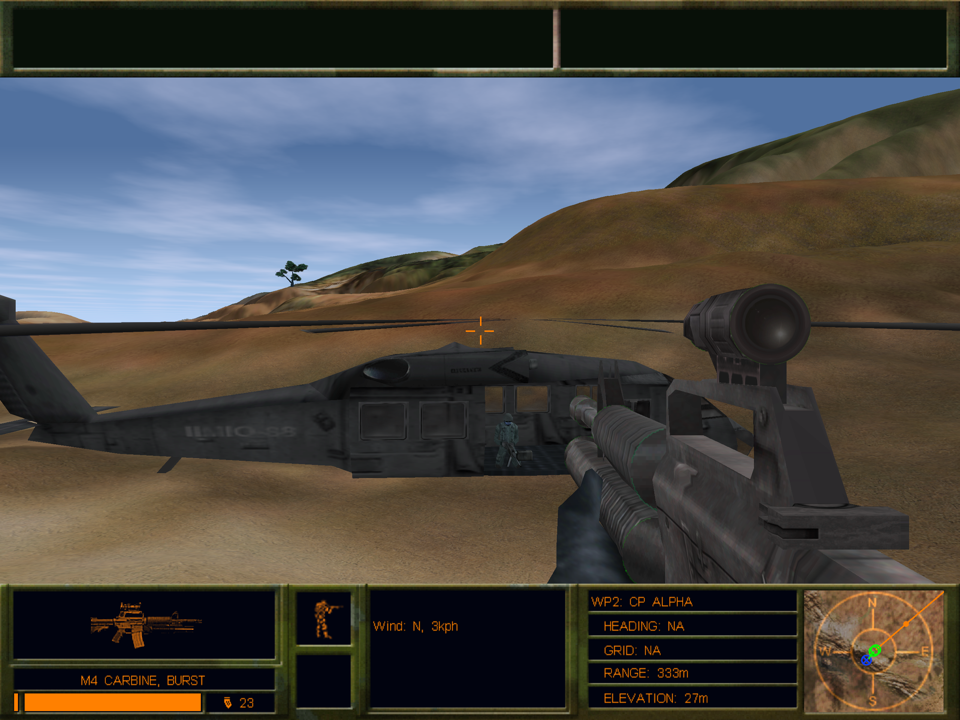 M4 CARBINE, BURST
23
Wind: N, 3kph
WP2: CP ALPHA
HEADING: NA
GRID: NA
RANGE: 333m
ELEVATION: 27m
N
W
E
S